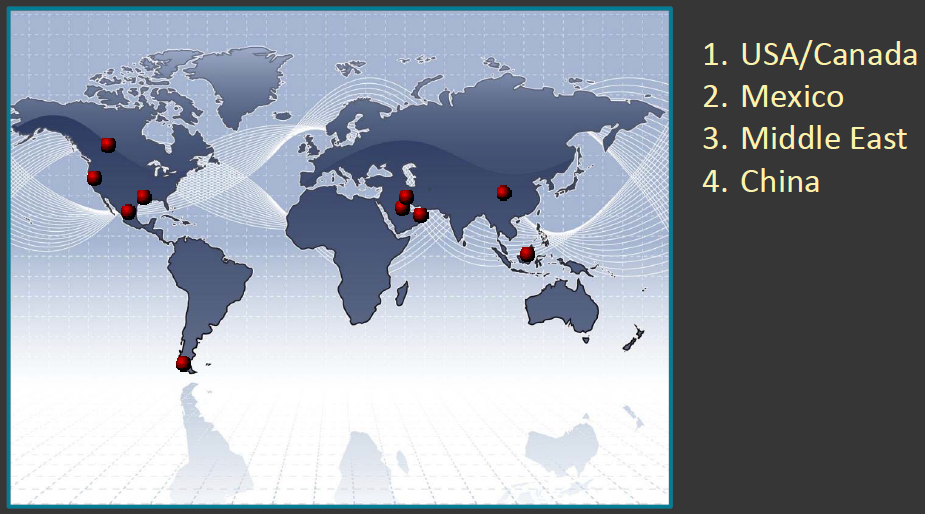 1. USA/Canada
2. Mexico
3. Middle East
4. China